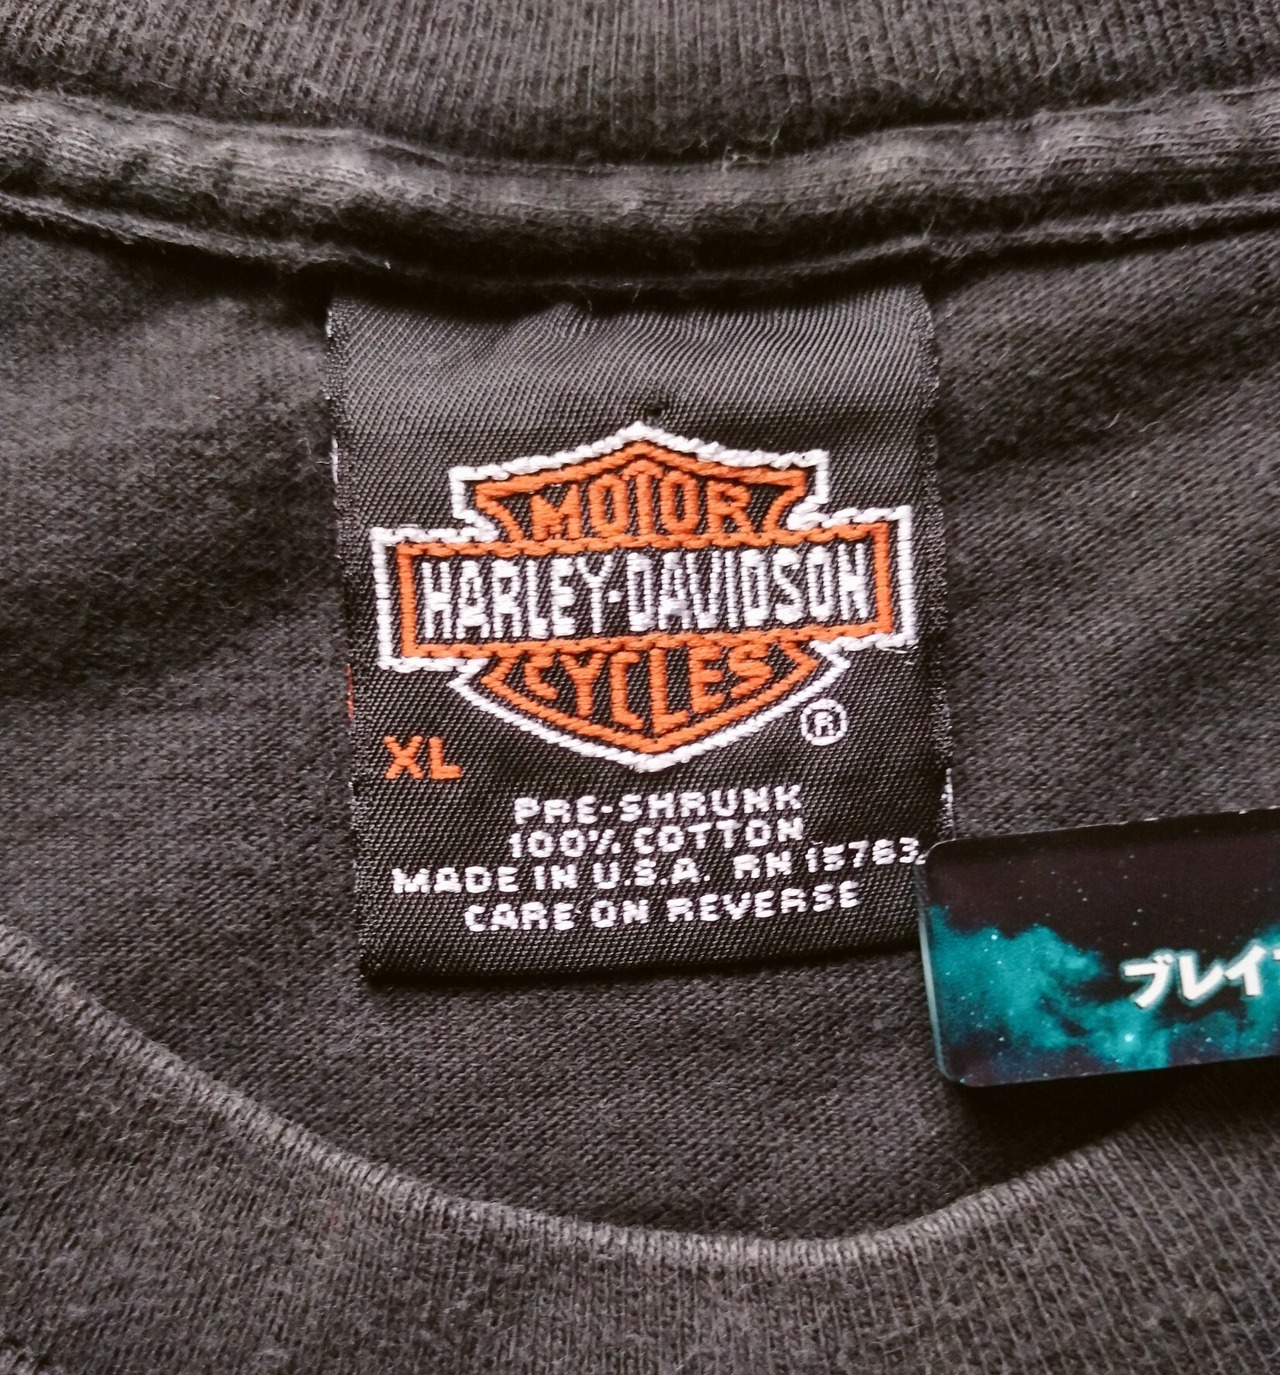 MOTOR
HARLEY-DAVIDSON
CYCLES
®
XL
PRE-SHRUNK
100% COTTON
MADE IN U.S.A. RN 15763
CARE ON REVERSE
ブレイ